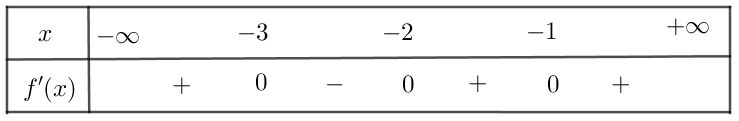 x −∞ −3 −2 −1 +∞
f′(x) + 0 − 0 + 0 +